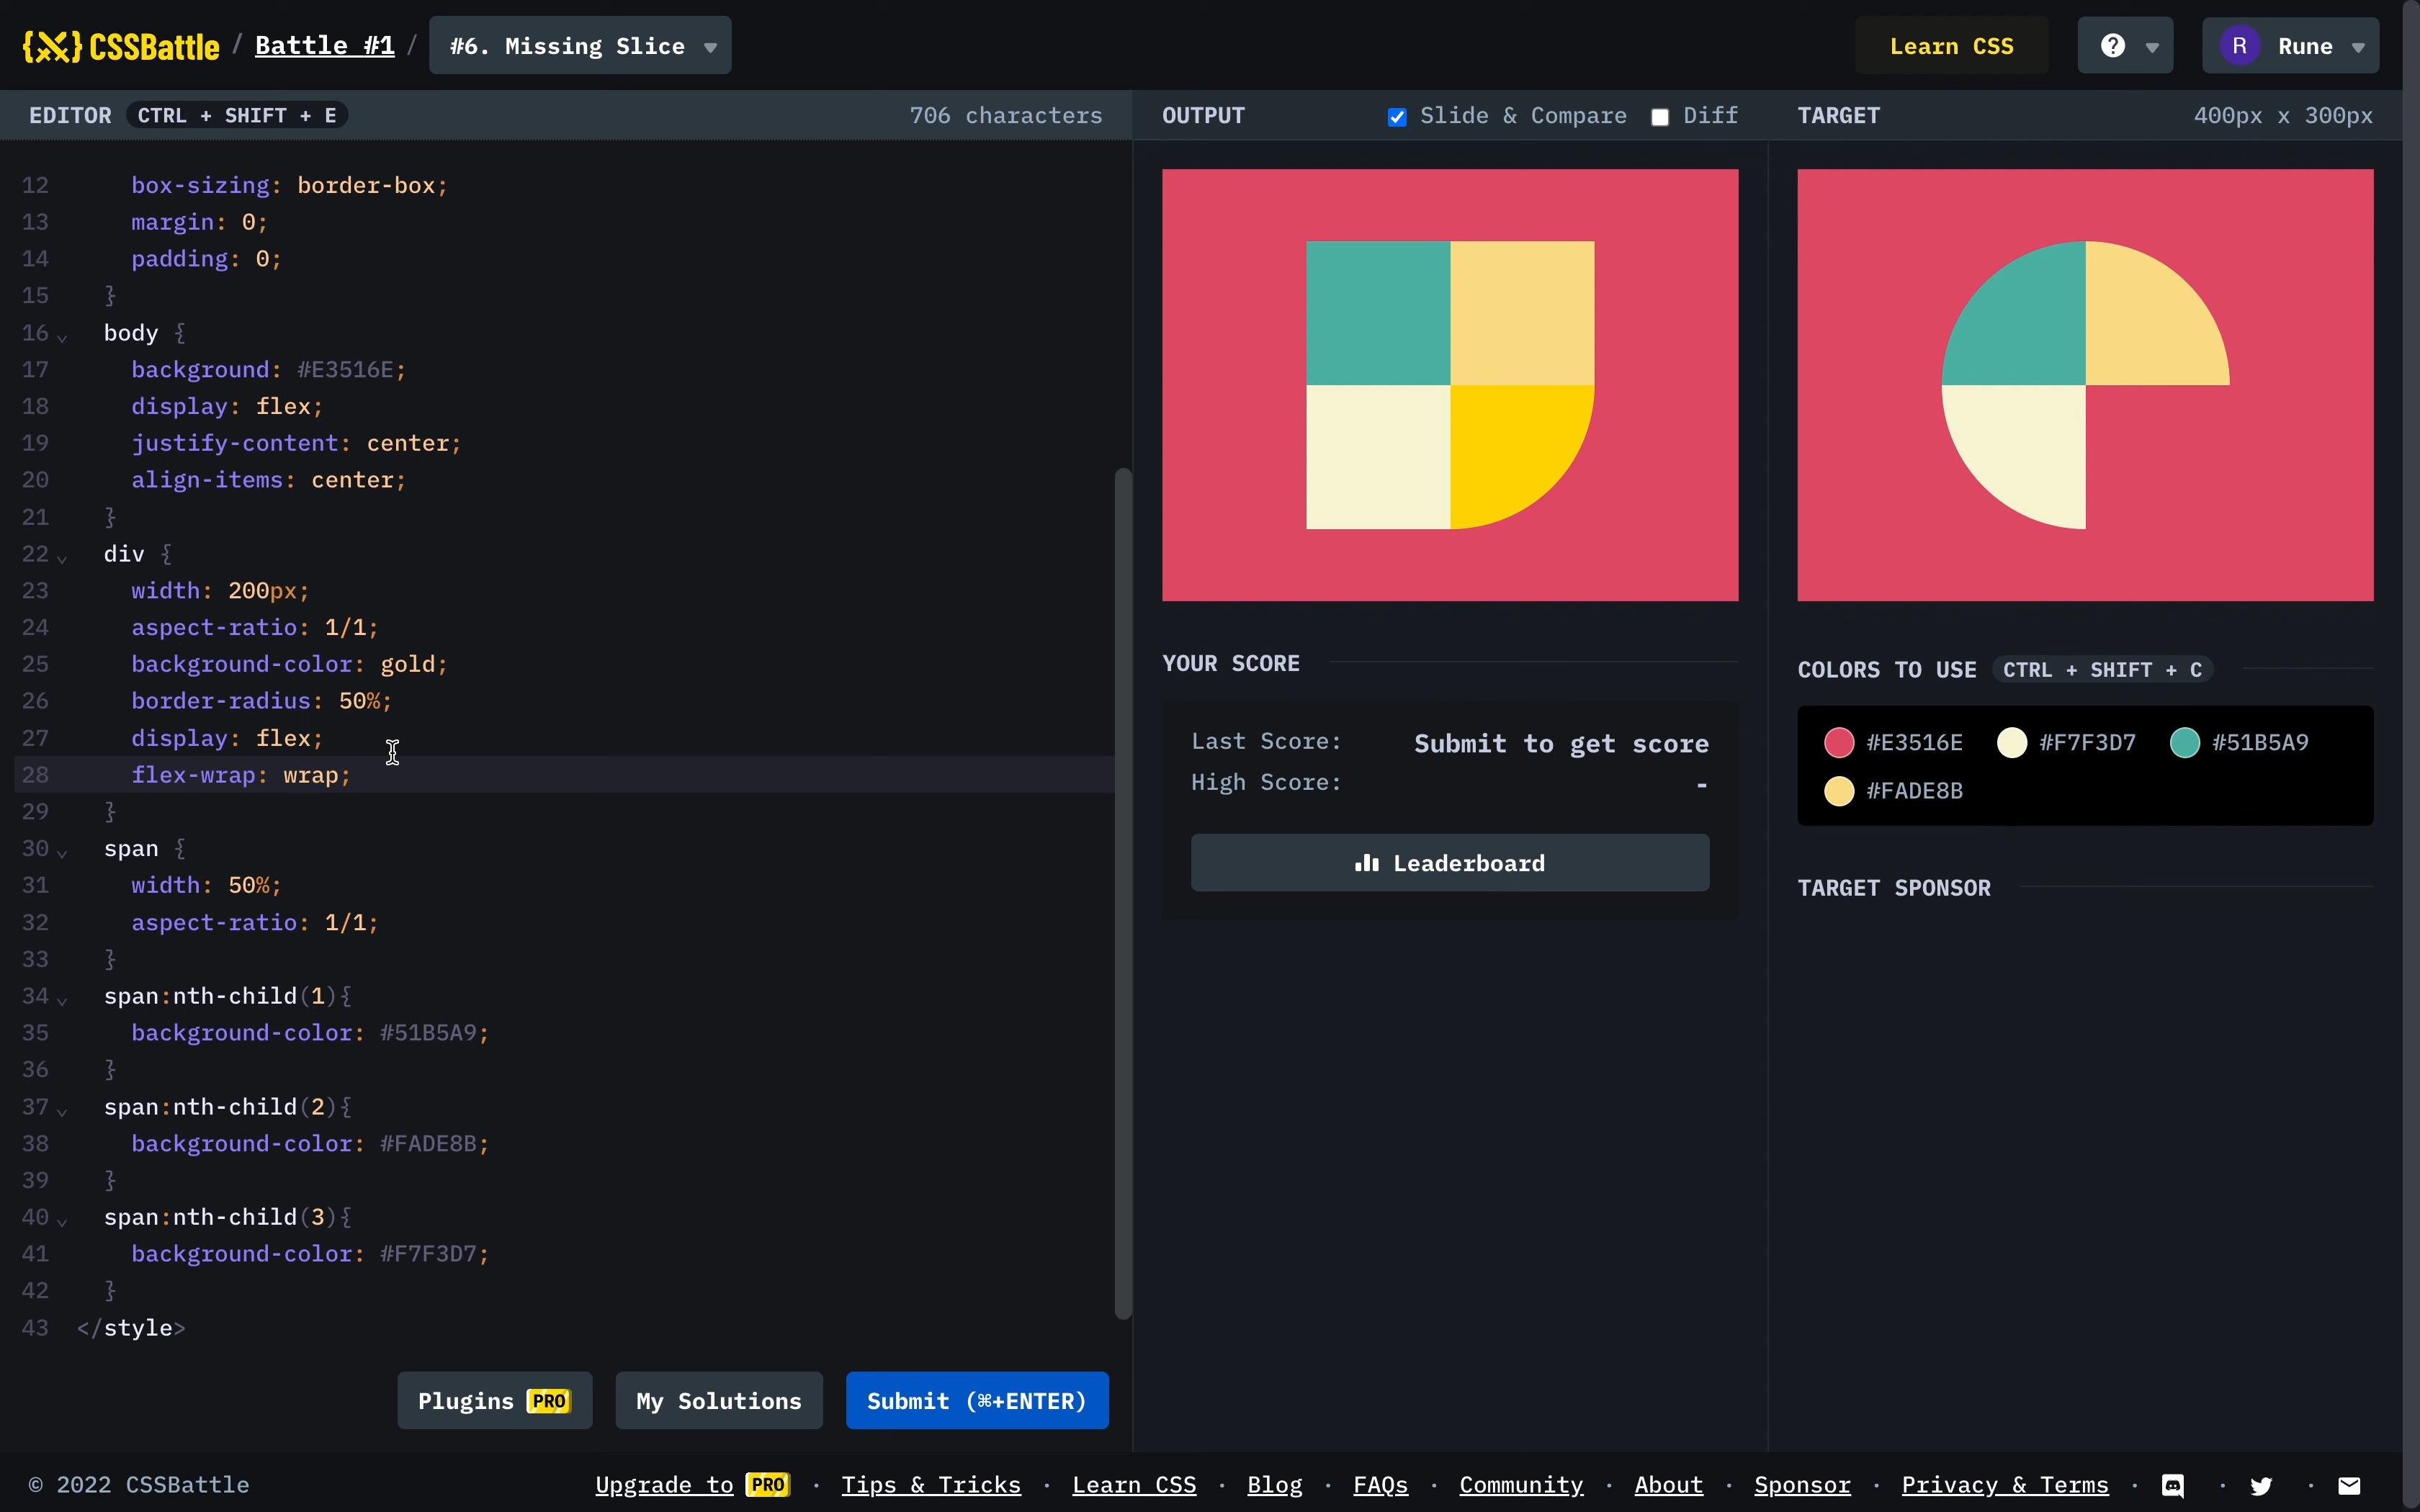 {X} CSSBattle / Battle #1 / #6. Missing Slice
Learn CSS
?
R Rune
EDITOR CTRL + SHIFT + E 706 characters
12 box-sizing: border-box;
13 margin: 0;
14 padding: 0;
15 }
16 body {
17 background: #E3516E;
18 display: flex;
19 justify-content: center;
20 align-items: center;
21 }
22 div {
23 width: 200px;
24 aspect-ratio: 1/1;
25 background-color: gold;
26 border-radius: 50%;
27 display: flex;
28 flex-wrap: wrap;
29 }
30 span {
31 width: 50%;
32 aspect-ratio: 1/1;
33 }
34 span:nth-child(1){
35 background-color: #51B5A9;
36 }
37 span:nth-child(2){
38 background-color: #FADE8B;
39 }
40 span:nth-child(3){
41 background-color: #F7F3D7;
42 }
43 </style>
Plugins PRO
My Solutions
Submit (⌘+ENTER)
OUTPUT Slide & Compare Diff
YOUR SCORE
Last Score: Submit to get score
High Score: -
Leaderboard
TARGET 400px x 300px
COLORS TO USE CTRL + SHIFT + C
#E3516E #F7F3D7 #51B5A9
#FADE8B
TARGET SPONSOR
© 2022 CSSBattle
Upgrade to PRO · Tips & Tricks · Learn CSS · Blog · FAQs · Community · About · Sponsor · Privacy & Terms · · ·